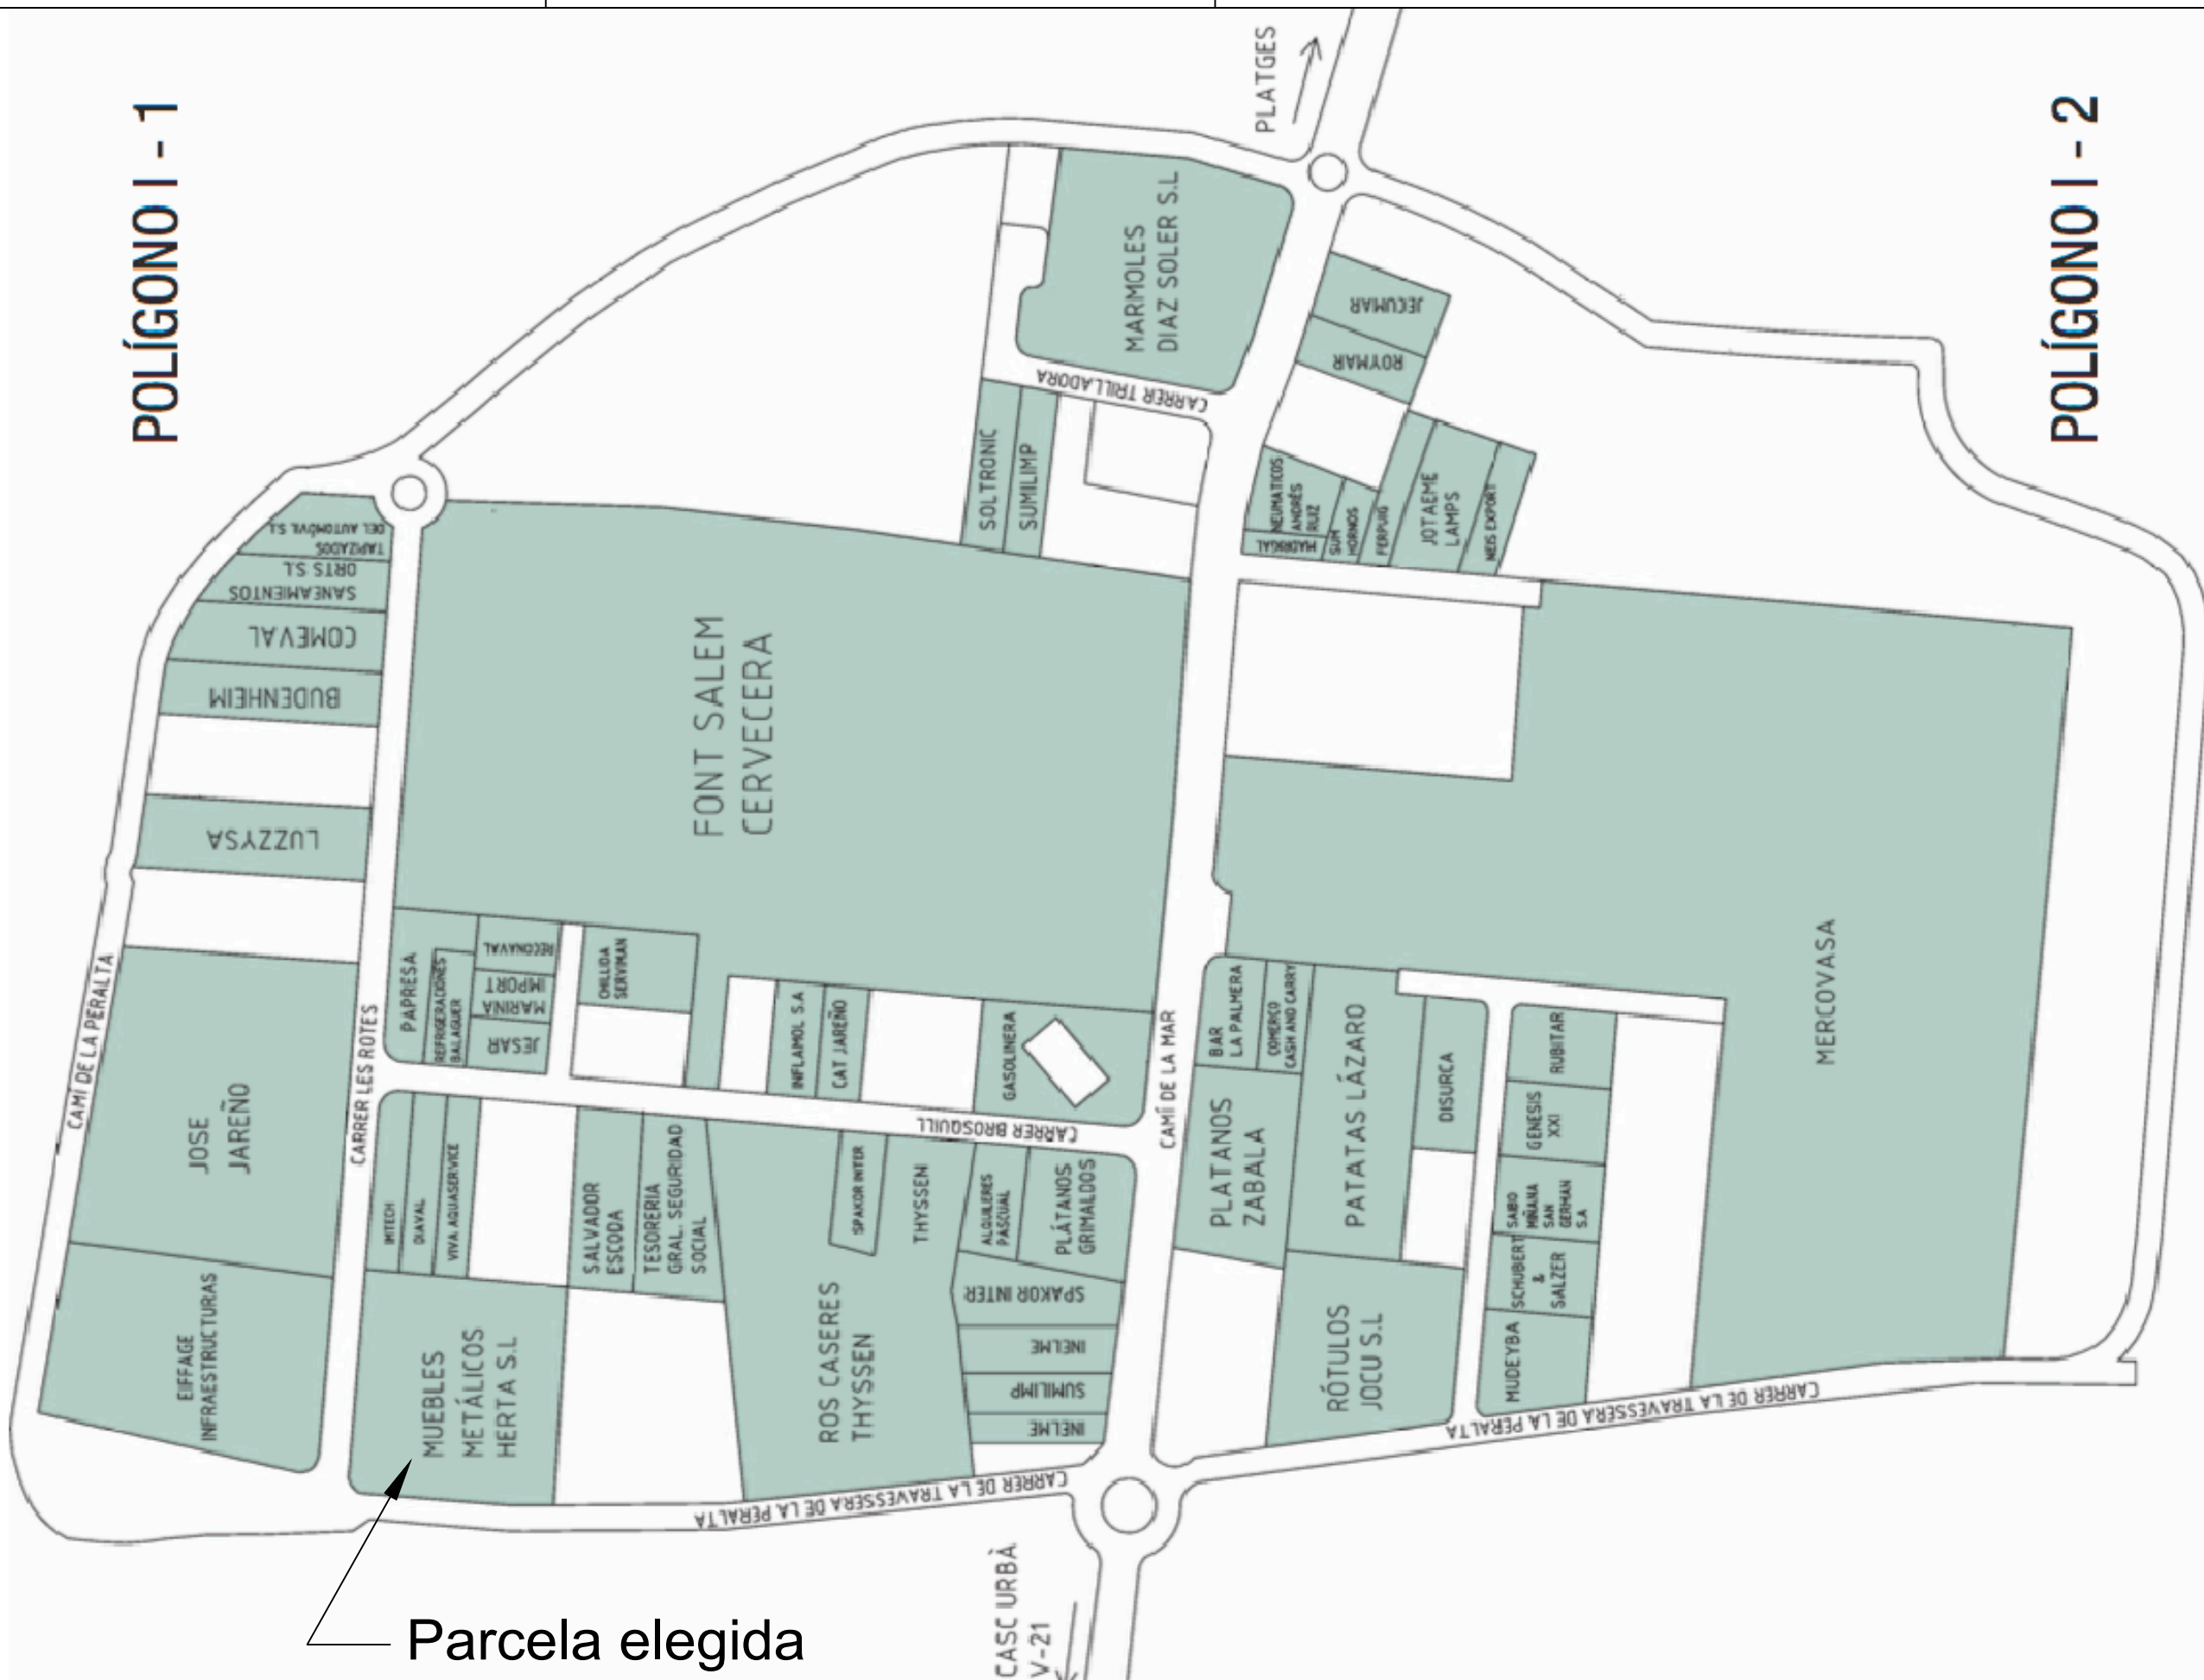 POLÍGONO I - 1
POLÍGONO I - 2
PLATGES
MARMOLES
DIAZ SOLER S.L
JECUMAR
ROYMAR
CARRER TRILLADORA
SOLTRONIC
SUMILIMP
NEUMATICOS
ANDRÉS
RUIZ
MADRIGAL
SUM
HORNOS
FERPUIG
JOTAEME
LAMPS
MEIS EXPORT
TAPIZADOS
DEL AUTOMÓVIL S.L
SANEAMIENTOS
ORTS S.L
COMEVAL
BUDENHEIM
LUZZYSA
FONT SALEM
CERVECERA
CAMÍ DE LA PERALTA
JOSE
JAREÑO
EIFFAGE
INFRAESTRUCTURAS
CARRER LES ROTES
PAPRESA
REFRIGERACIONES
BALAGUER
RECONAVAL
MARINA
IMPORT
JESAR
CHILLIDA
SERVIMAN
INFLAMOL S.A
CAT JAREÑO
GASOLINERA
CARRER BROSQUILL
CAMÍ DE LA MAR
BAR
LA PALMERA
COMERCO
CASH AND CARRY
PLATANOS
ZABALA
PATATAS LÁZARO
DISURCA
RUBITAR
GENESIS
XXI
SAIBO
MIÑANA
SAN
GERMAN
S.A
SCHUBERT
&
SALZER
MUDEYBA
MERCOVASA
IMTECH
DIAVAL
VIVA. AQUASERVICE
SALVADOR
ESCODA
TESORERIA
GRAL. SEGURIDAD
SOCIAL
SPAKOR INTER
THYSSEN
ALQUILERES
PASCUAL
PLÁTANOS
GRIMALDOS
SPAKOR INTER
INELME
SUMILIMP
INELME
ROS CASERES
THYSSEN
MUEBLES
METÁLICOS
HERTA S.L
RÓTULOS
JOCU S.L
CARRER DE LA TRAVESSERA DE LA PERALTA
CARRER DE LA TRAVESSERA DE LA PERALTA
CASC URBÀ
V-21
Parcela elegida